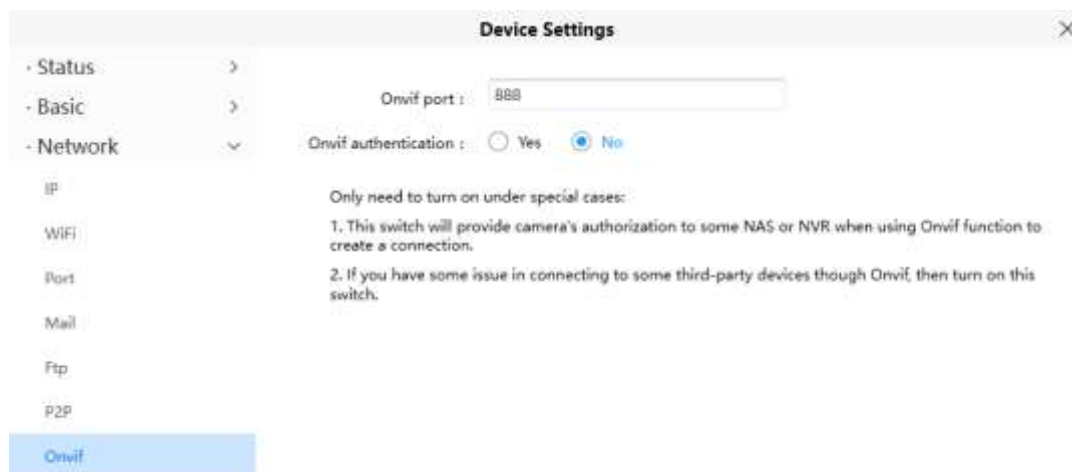 Device Settings
· Status
· Basic
· Network
IP
WiFi
Port
Mail
Ftp
P2P
Onvif
Onvif port : 888
Onvif authentication : Yes No
Only need to turn on under special cases:
1. This switch will provide camera's authorization to some NAS or NVR when using Onvif function to
create a connection.
2. If you have some issue in connecting to some third-party devices though Onvif, then turn on this
switch.